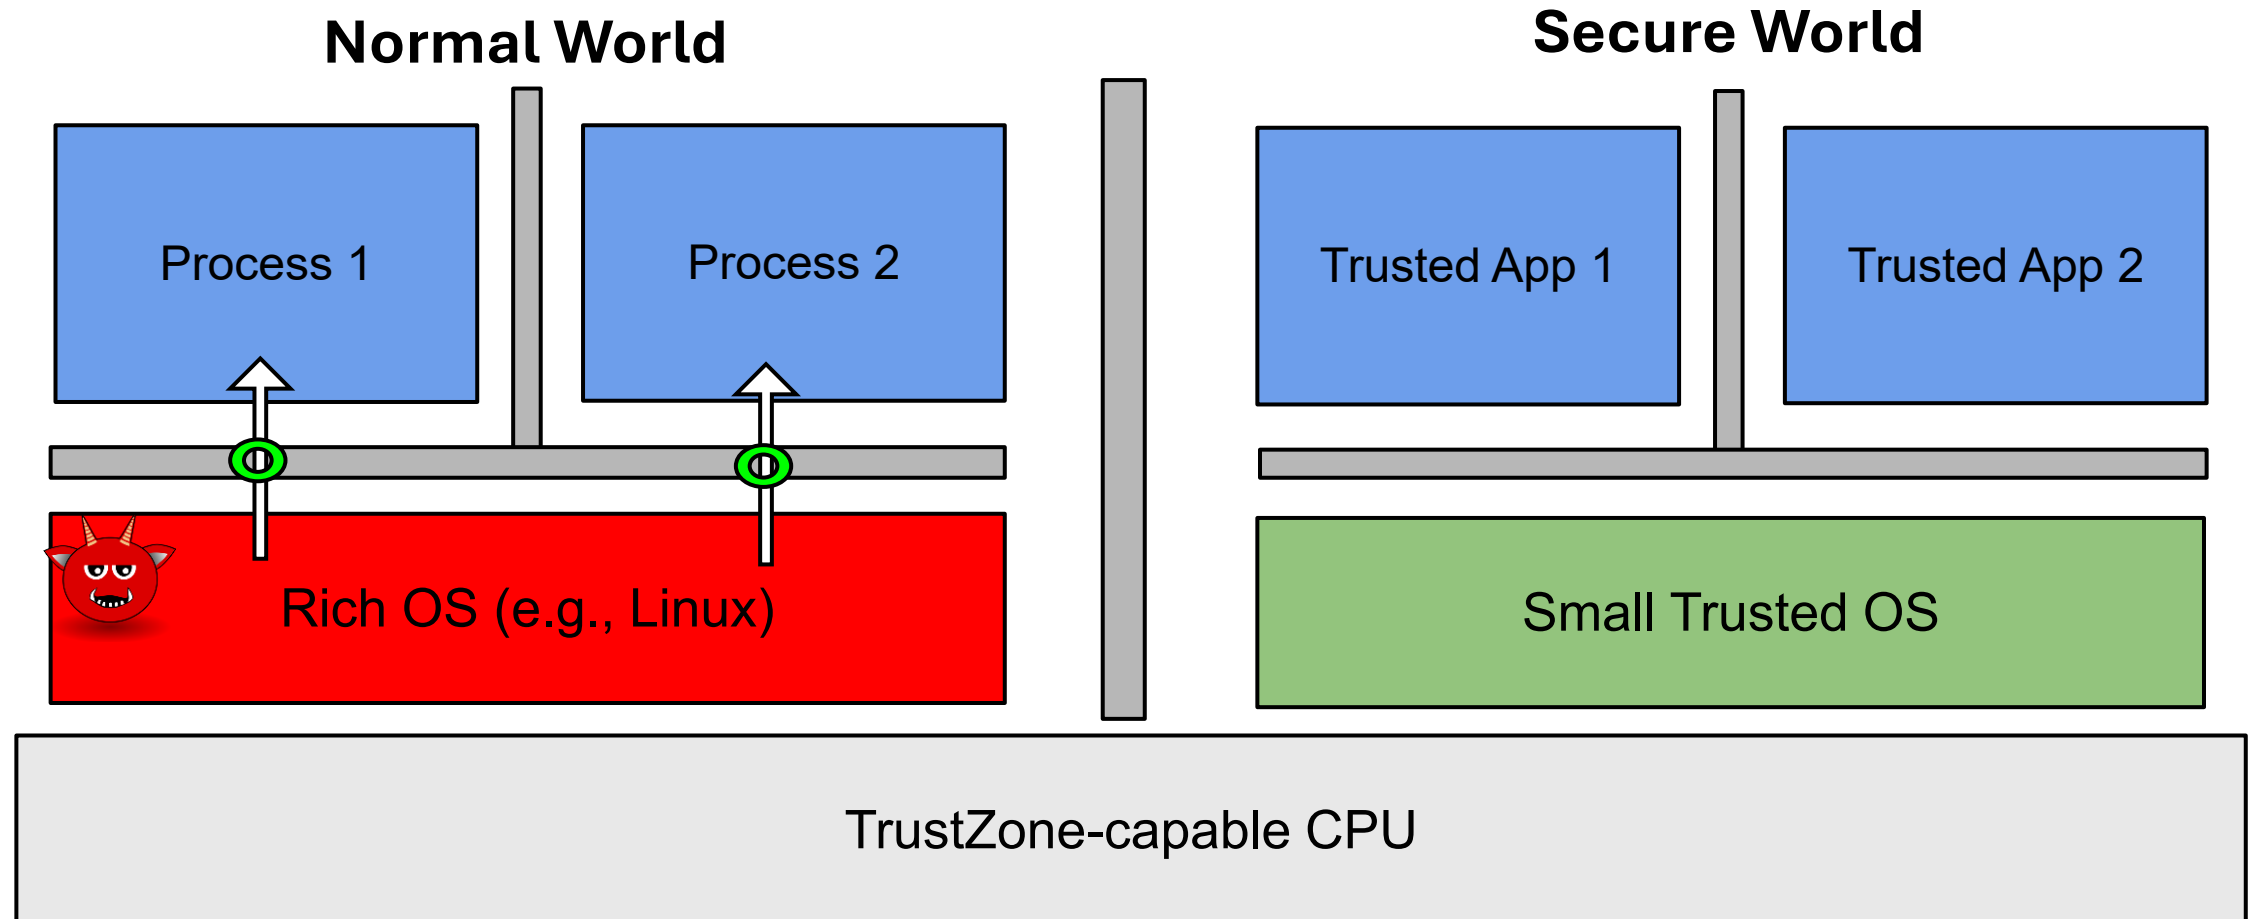 Normal World
Secure World
Process 1
Process 2
Trusted App 1
Trusted App 2
Rich OS (e.g., Linux)
Small Trusted OS
TrustZone-capable CPU